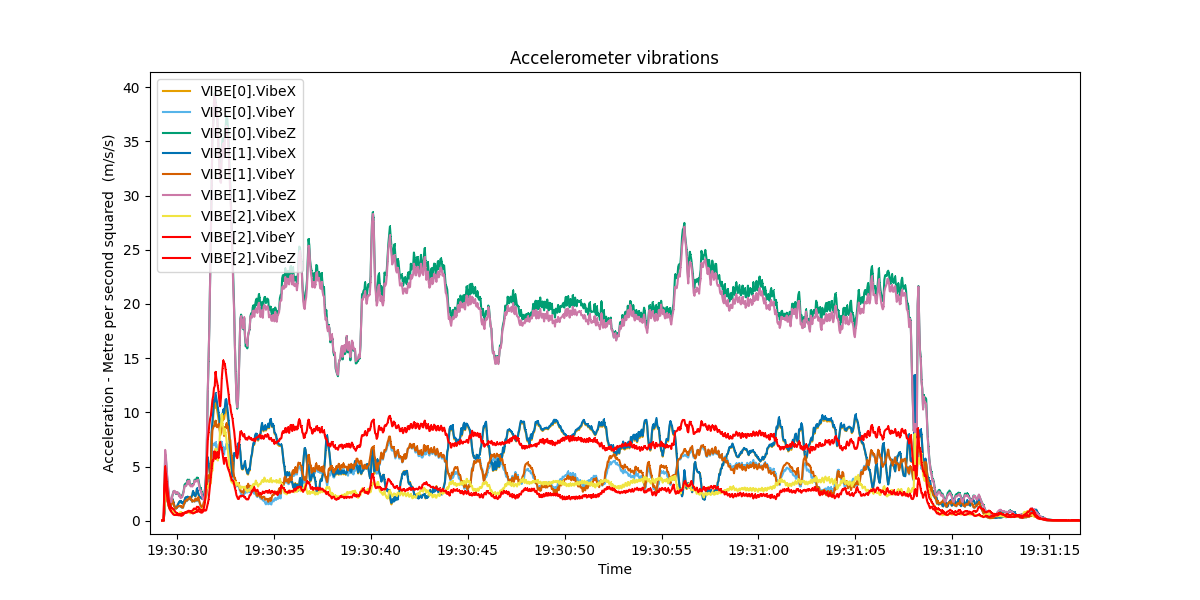 Accelerometer vibrations
Acceleration - Metre per second squared  (m/s/s)
40
35
30
25
20
15
10
5
0
VIBE[0].VibeX
VIBE[0].VibeY
VIBE[0].VibeZ
VIBE[1].VibeX
VIBE[1].VibeY
VIBE[1].VibeZ
VIBE[2].VibeX
VIBE[2].VibeY
VIBE[2].VibeZ
19:30:30 19:30:35 19:30:40 19:30:45 19:30:50 19:30:55 19:31:00 19:31:05 19:31:10 19:31:15
Time